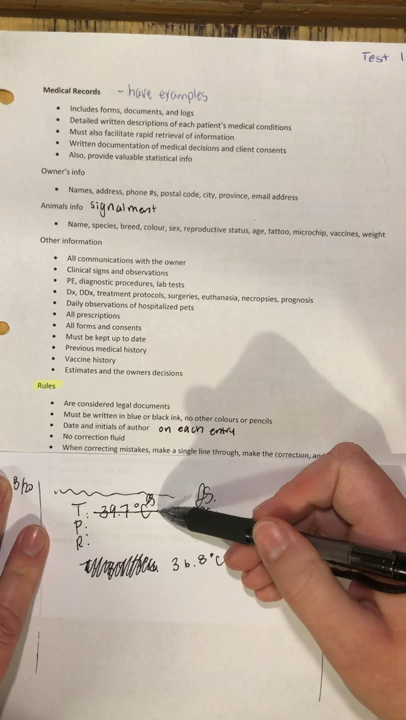 Test 1
Medical Records - have examples
• Includes forms, documents, and logs
• Detailed written descriptions of each patient's medical conditions
• Must also facilitate rapid retrieval of information
• Written documentation of medical decisions and client consents
• Also, provide valuable statistical info
Owner's info
• Names, address, phone #s, postal code, city, province, email address
Animals info signalment
• Name, species, breed, colour, sex, reproductive status, age, tattoo, microchip, vaccines, weight
Other information
• All communications with the owner
• Clinical signs and observations
• PE, diagnostic procedures, lab tests
• Dx, DDx, treatment protocols, surgeries, euthanasia, necropsies, prognosis
• Daily observations of hospitalized pets
• All prescriptions
• All forms and consents
• Must be kept up to date
• Previous medical history
• Vaccine history
• Estimates and the owners decisions
Rules
• Are considered legal documents
• Must be written in blue or black ink, no other colours or pencils
• Date and initials of author on each entry
• No correction fluid
• When correcting mistakes, make a single line through, make the correction, and
T: 39.7°C
P:
R:
36.8°C